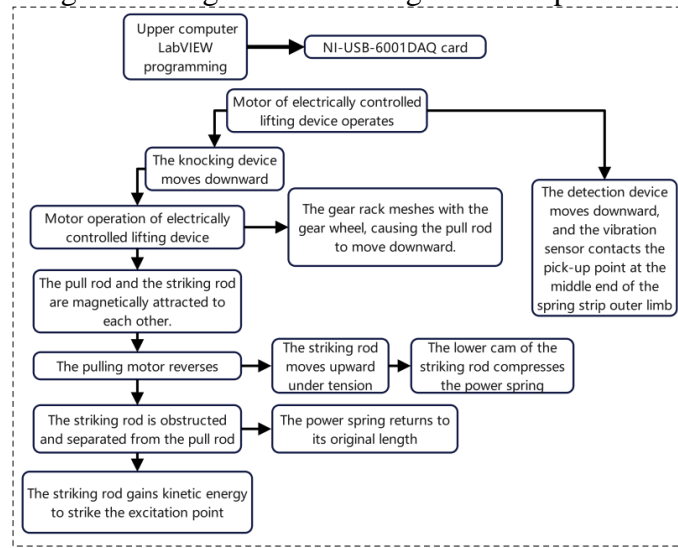 Upper computer
LabVIEW
programming
NI-USB-6001DAQ card
Motor of electrically controlled
lifting device operates
The knocking device
moves downward
The detection device
moves downward,
and the vibration
sensor contacts the
pick-up point at the
middle end of the
spring strip outer limb
Motor operation of electrically
controlled lifting device
The gear rack meshes with the
gear wheel, causing the pull rod
to move downward.
The pull rod and the striking rod
are magnetically attracted to
each other.
The pulling motor reverses
The striking rod
moves upward
under tension
The lower cam of the
striking rod compresses
the power spring
The striking rod is obstructed
and separated from the pull rod
The power spring returns to
its original length
The striking rod gains kinetic energy
to strike the excitation point